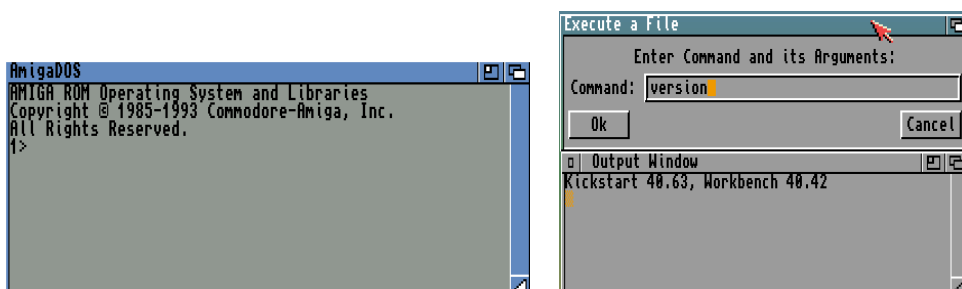 AmigaDOS
AMIGA ROM Operating System and Libraries
Copyright © 1985-1993 Commodore-Amiga, Inc.
All Rights Reserved.
1>
Execute a File
Enter Command and its Arguments:
Command: version
Ok Cancel
Output Window
Kickstart 40.63, Workbench 40.42